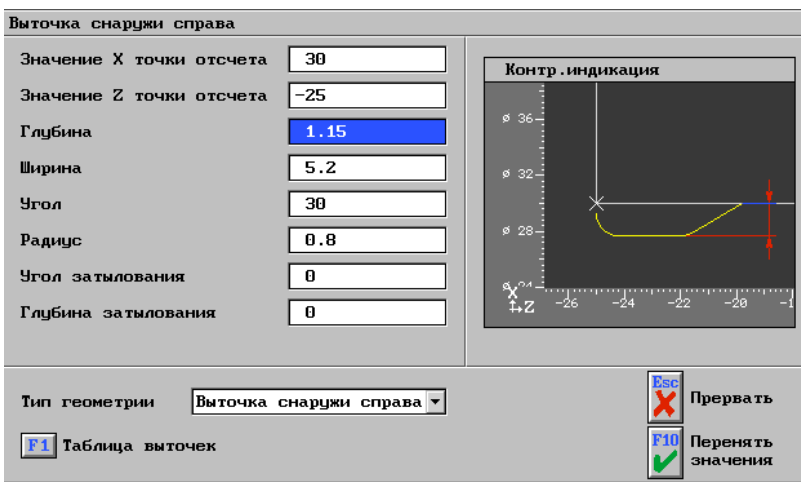 Выточка снаружи справа
Значение X точки отсчета 30
Значение Z точки отсчета -25
Глубина 1.15
Ширина 5.2
Угол 30
Радиус 0.8
Угол затылования 0
Глубина затылования 0
Контр.индикация
ø 36
ø 32
ø 28
X
Z -26 -24 -22 -20
Тип геометрии Выточка снаружи справа
F1 Таблица выточек
Esc Прервать
F10 Перенять
значения